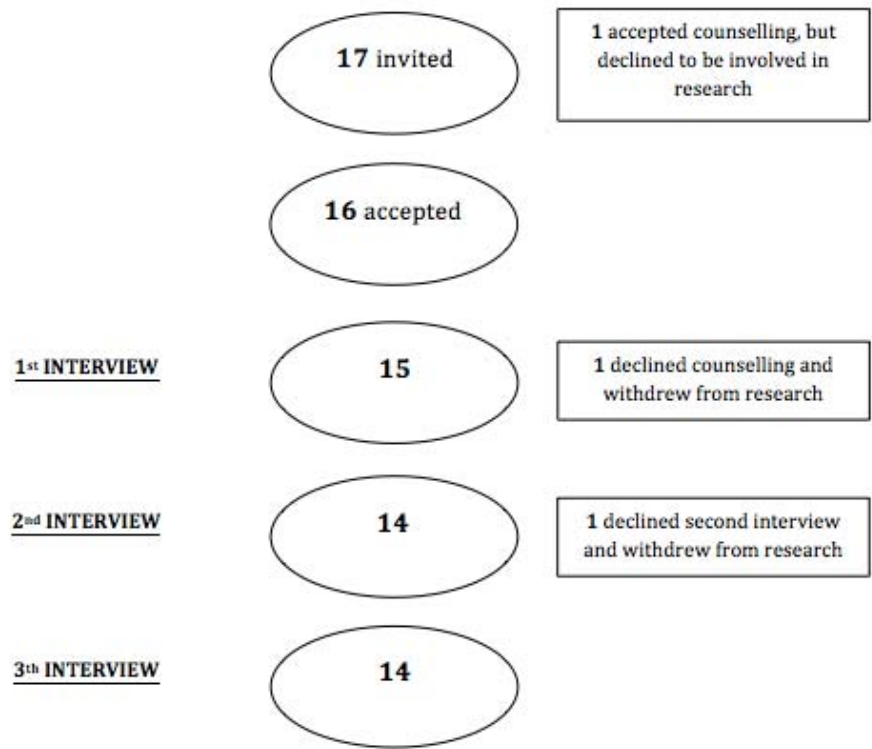 17 invited
1 accepted counselling, but
declined to be involved in
research
16 accepted
1st INTERVIEW
15
1 declined counselling and
withdrew from research
2nd INTERVIEW
14
1 declined second interview
and withdrew from research
3th INTERVIEW
14